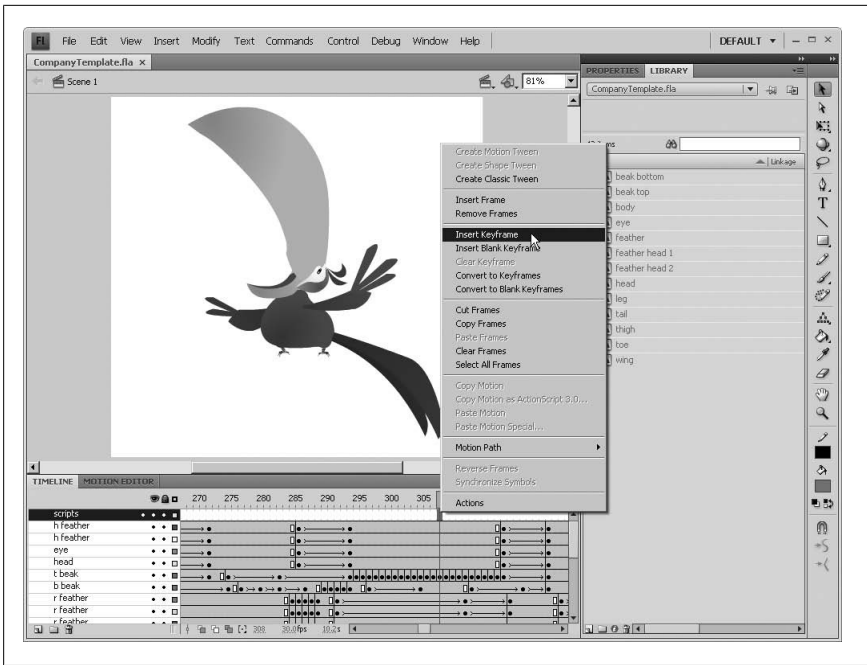 FL File Edit View Insert Modify Text Commands Control Debug Window Help DEFAULT
CompanyTemplate.fla ×
Scene 1 81%
PROPERTIES LIBRARY
CompanyTemplate.fla
Linkage
beak bottom
beak top
body
eye
feather
feather head 1
feather head 2
head
leg
tail
thigh
toe
wing
Create Motion Tween
Create Shape Tween
Create Classic Tween
Insert Frame
Remove Frames
Insert Keyframe
Insert Blank Keyframe
Clear Keyframe
Convert to Keyframes
Convert to Blank Keyframes
Cut Frames
Copy Frames
Paste Frames
Clear Frames
Select All Frames
Copy Motion
Copy Motion as ActionScript 3.0...
Paste Motion
Paste Motion Special...
Motion Path
Reverse Frames
Synchronize Symbols
Actions
TIMELINE MOTION EDITOR
270 275 280 285 290 295 300 305
scripts
h feather
h feather
eye
head
t beak
b beak
r feather
r feather
r feather
308 30.0fps 10.2s